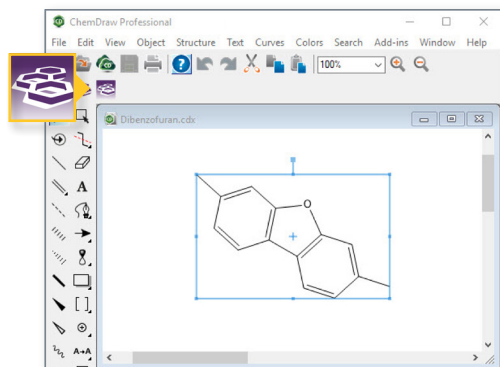 ChemDraw Professional
File Edit View Object Structure Text Curves Colors Search Add-ins Window Help
100%
Dibenzofuran.cdx
A
O
A→A